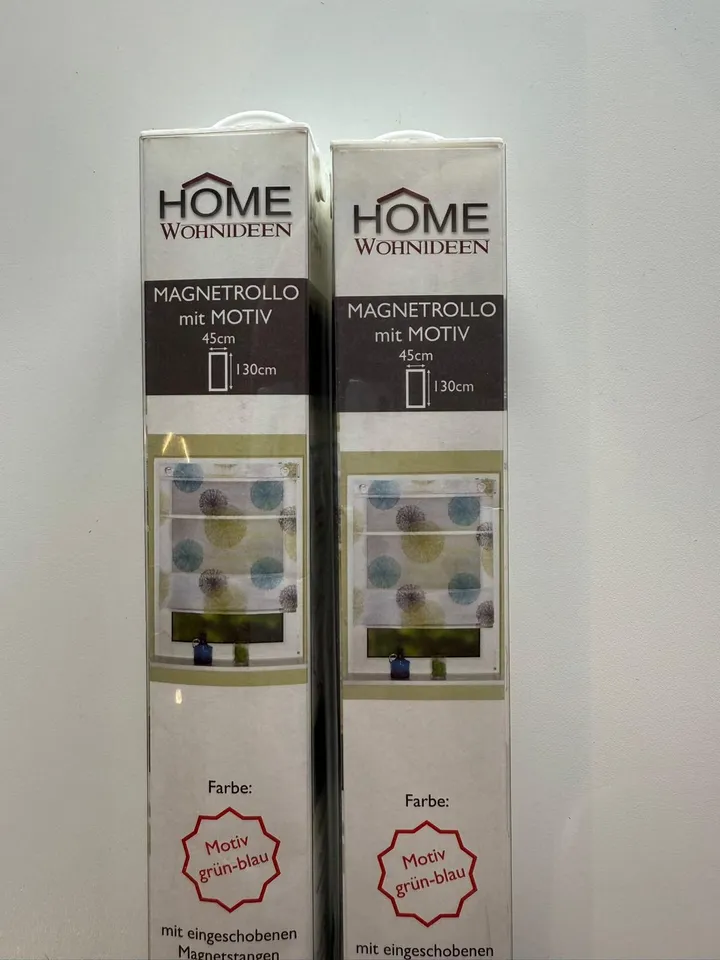 HOME
WOHNIDEEN
MAGNETROLLO
mit MOTIV
45cm
130cm
Farbe:
Motiv
grün-blau
mit eingeschobenen
Magnetstangen
HOME
WOHNIDEEN
MAGNETROLLO
mit MOTIV
45cm
130cm
Farbe:
Motiv
grün-blau
mit eingeschobenen